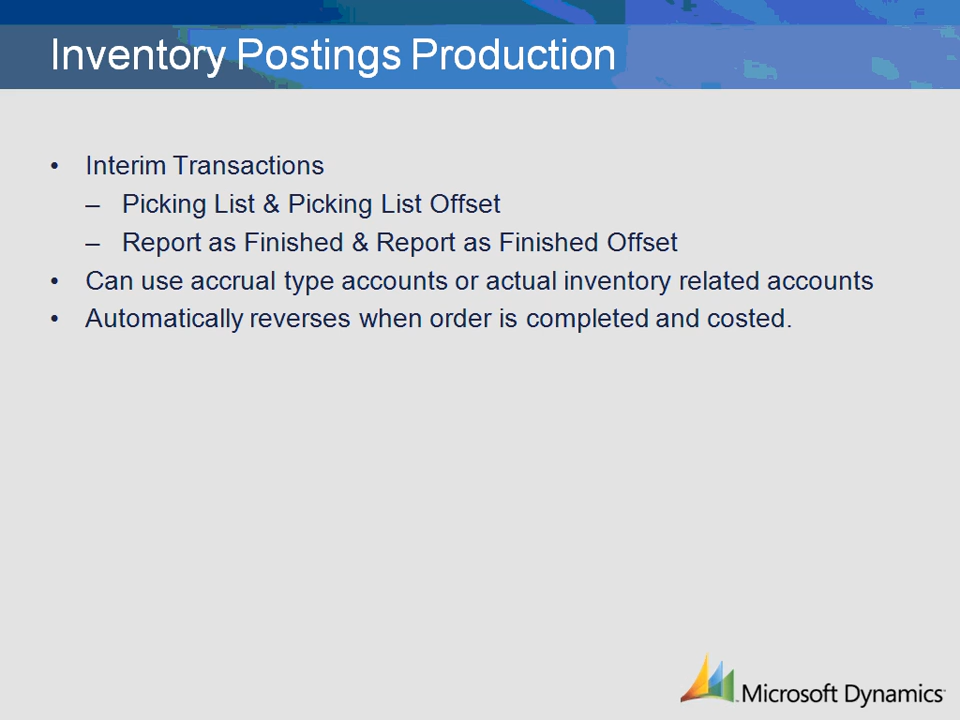 Inventory Postings Production
• Interim Transactions
– Picking List & Picking List Offset
– Report as Finished & Report as Finished Offset
• Can use accrual type accounts or actual inventory related accounts
• Automatically reverses when order is completed and costed.
Microsoft Dynamics